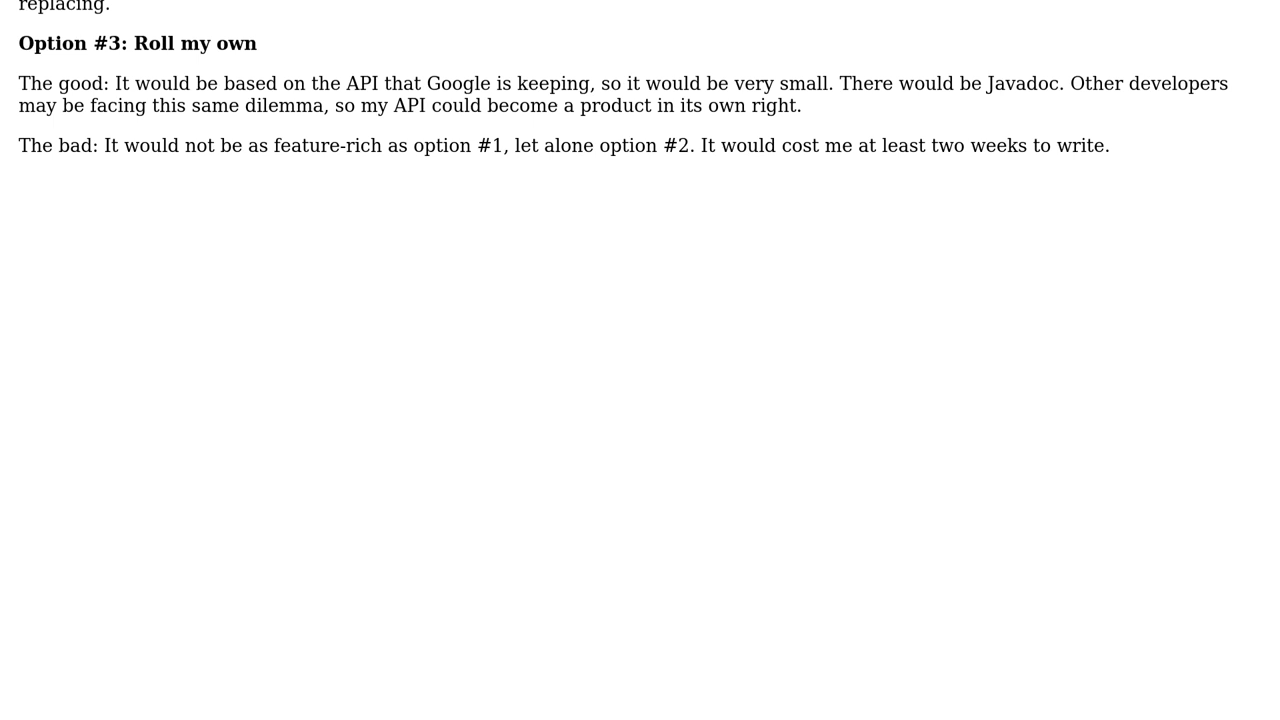 replacing.
Option #3: Roll my own
The good: It would be based on the API that Google is keeping, so it would be very small. There would be Javadoc. Other developers
may be facing this same dilemma, so my API could become a product in its own right.
The bad: It would not be as feature-rich as option #1, let alone option #2. It would cost me at least two weeks to write.